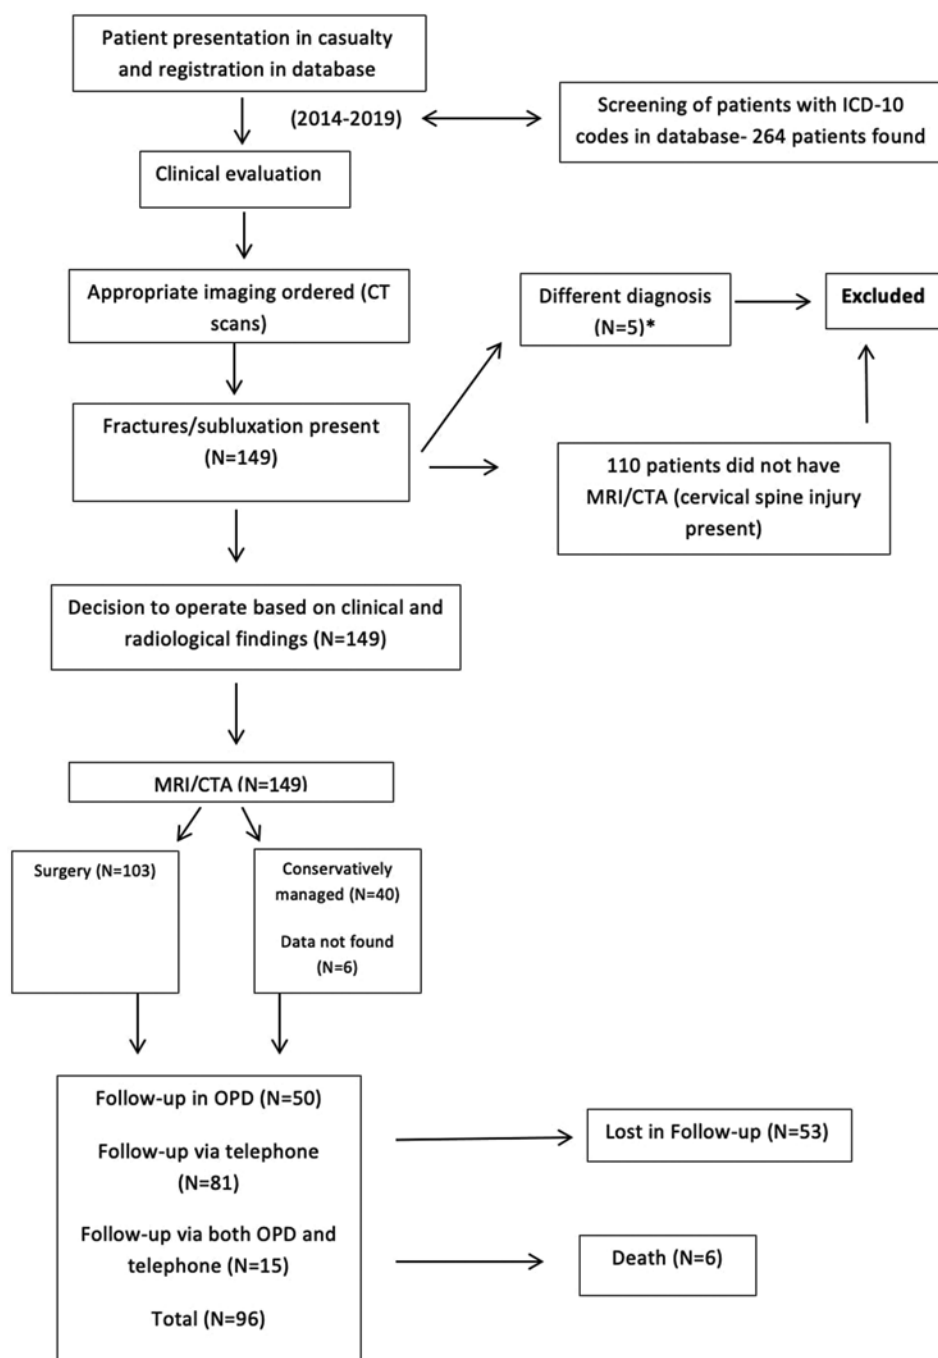 Patient presentation in casualty
and registration in database
(2014-2019)
Screening of patients with ICD-10
codes in database- 264 patients found
Clinical evaluation
Appropriate imaging ordered (CT
scans)
Different diagnosis
(N=5)*
Excluded
Fractures/subluxation present
(N=149)
110 patients did not have
MRI/CTA (cervical spine injury
present)
Decision to operate based on clinical and
radiological findings (N=149)
MRI/CTA (N=149)
Surgery (N=103)
Conservatively
managed (N=40)
Data not found
(N=6)
Follow-up in OPD (N=50)
Follow-up via telephone
(N=81)
Follow-up via both OPD and
telephone (N=15)
Total (N=96)
Lost in Follow-up (N=53)
Death (N=6)